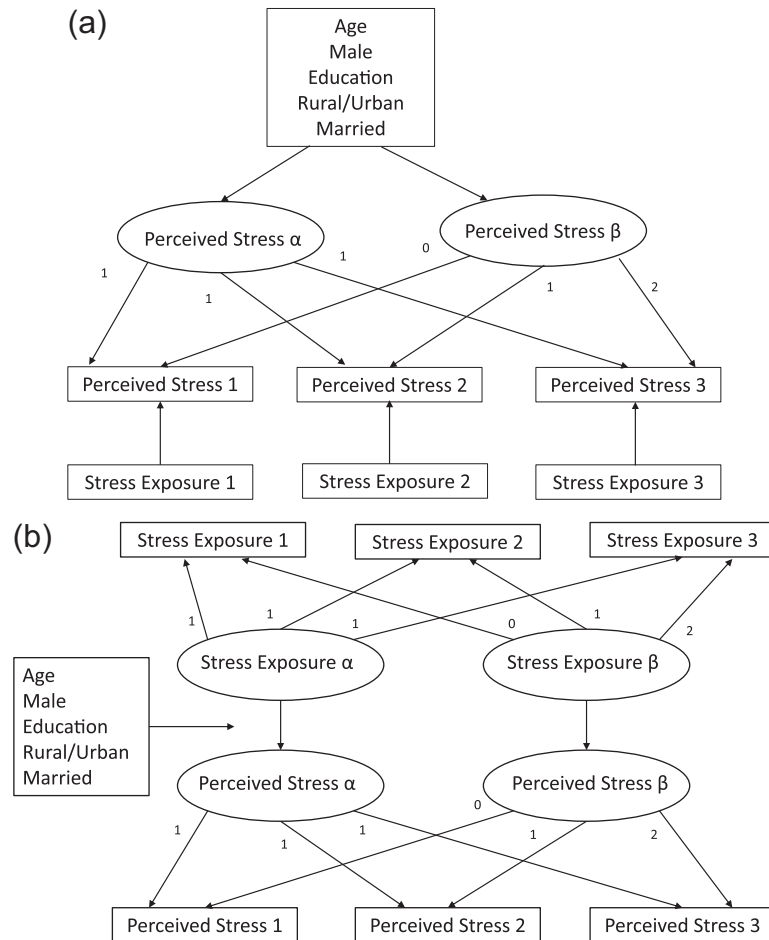 (a)
Age
Male
Education
Rural/Urban
Married
Perceived Stress α
Perceived Stress β
1
1
1
0
1
2
Perceived Stress 1
Perceived Stress 2
Perceived Stress 3
Stress Exposure 1
Stress Exposure 2
Stress Exposure 3
(b)
Stress Exposure 1
Stress Exposure 2
Stress Exposure 3
1
1
1
0
1
2
Stress Exposure α
Stress Exposure β
Age
Male
Education
Rural/Urban
Married
Perceived Stress α
Perceived Stress β
1
1
1
0
1
2
Perceived Stress 1
Perceived Stress 2
Perceived Stress 3